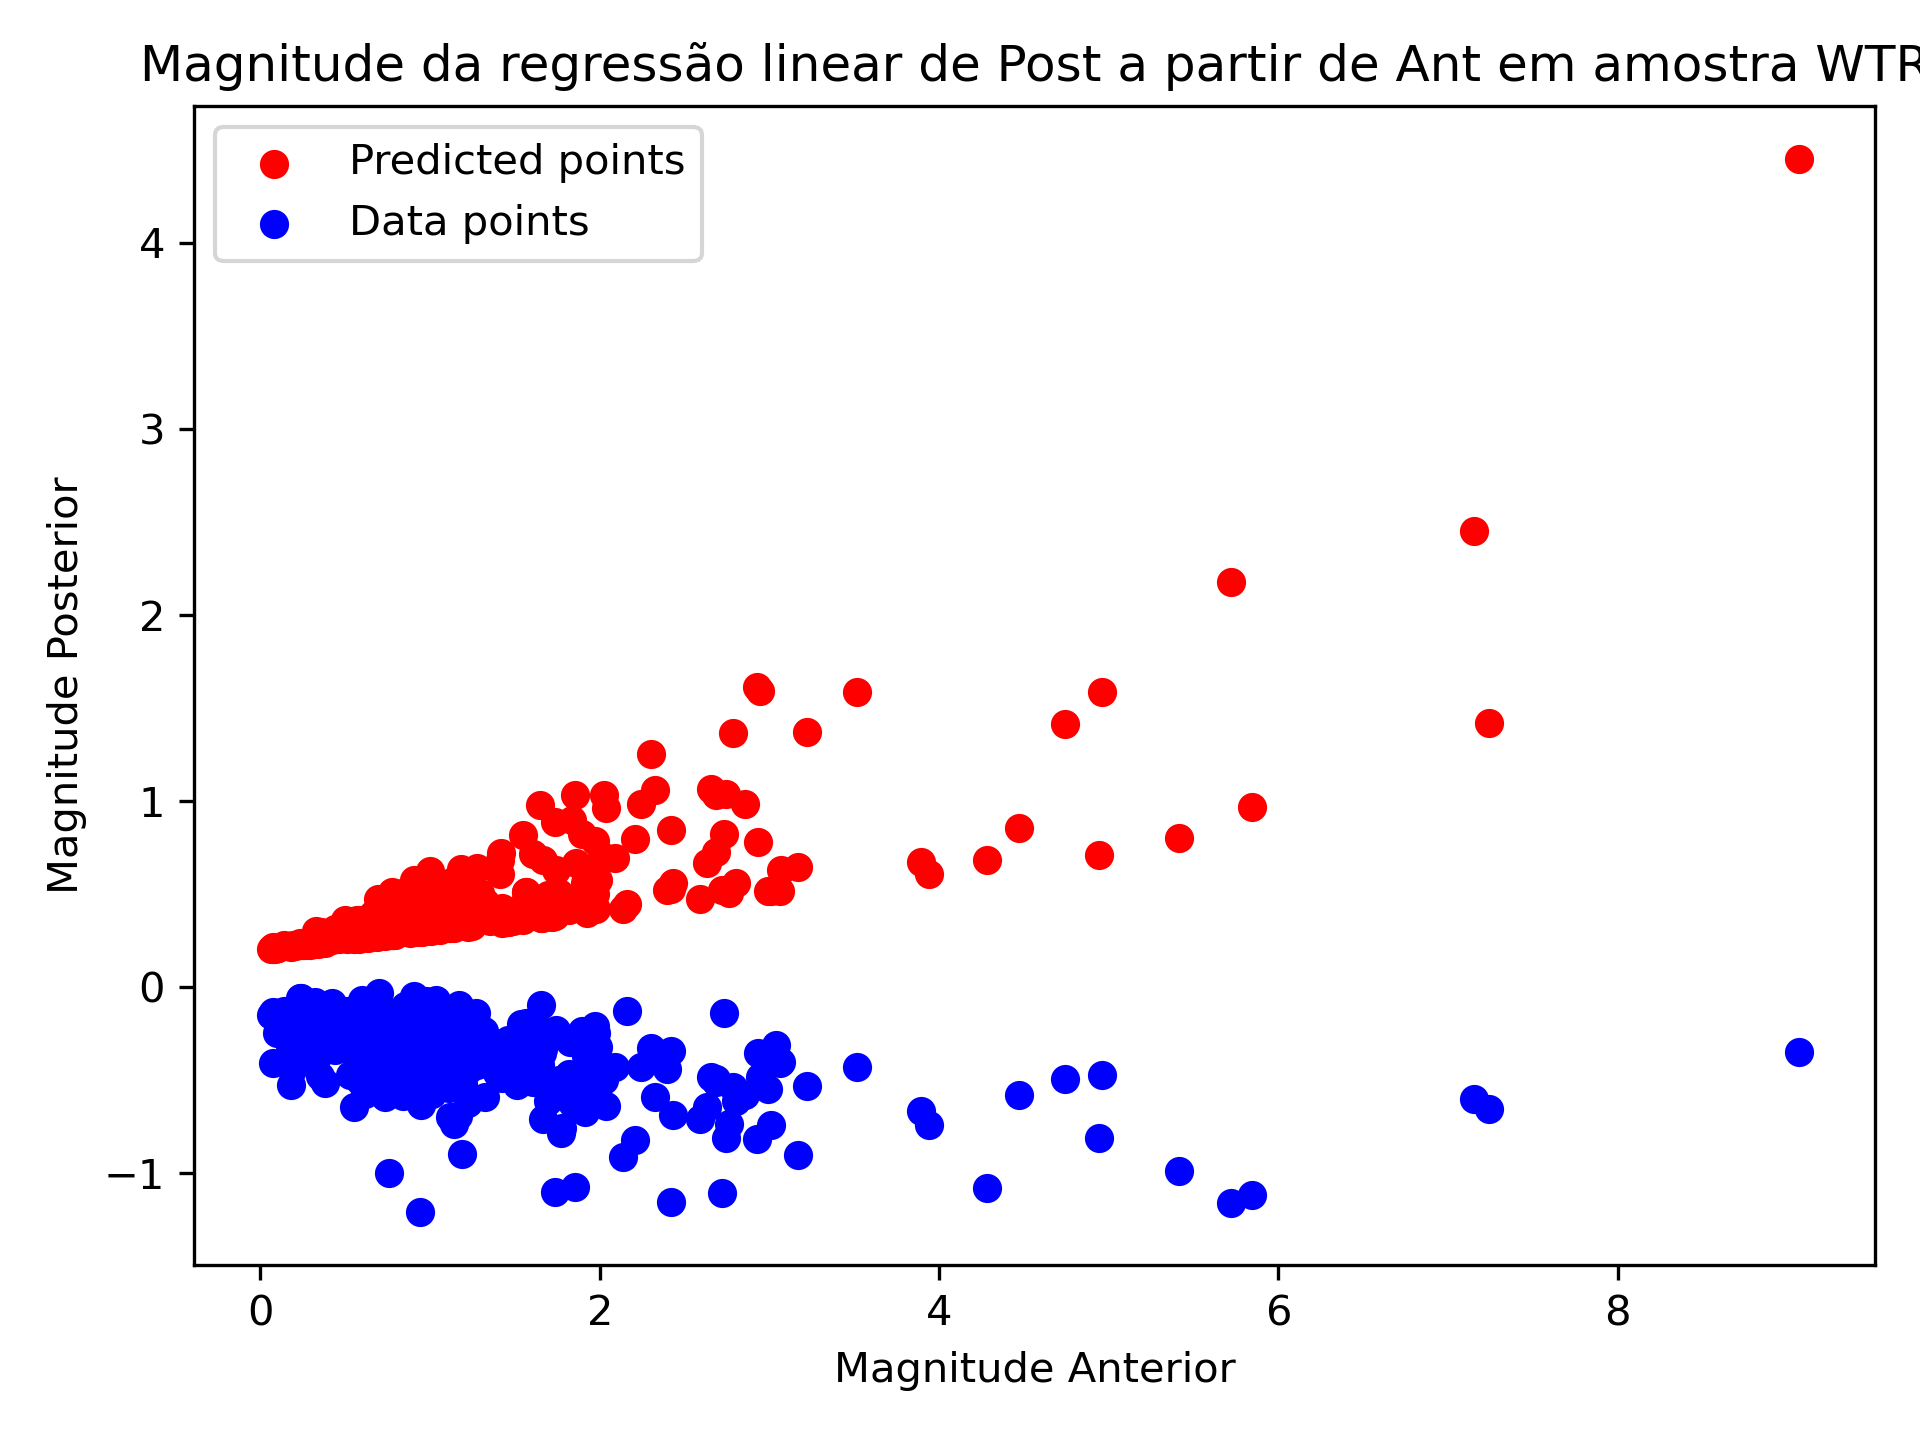 Magnitude da regressão linear de Post a partir de Ant em amostra WTR
Predicted points
Data points
4
3
2
1
0
−1
Magnitude Posterior
0 2 4 6 8
Magnitude Anterior